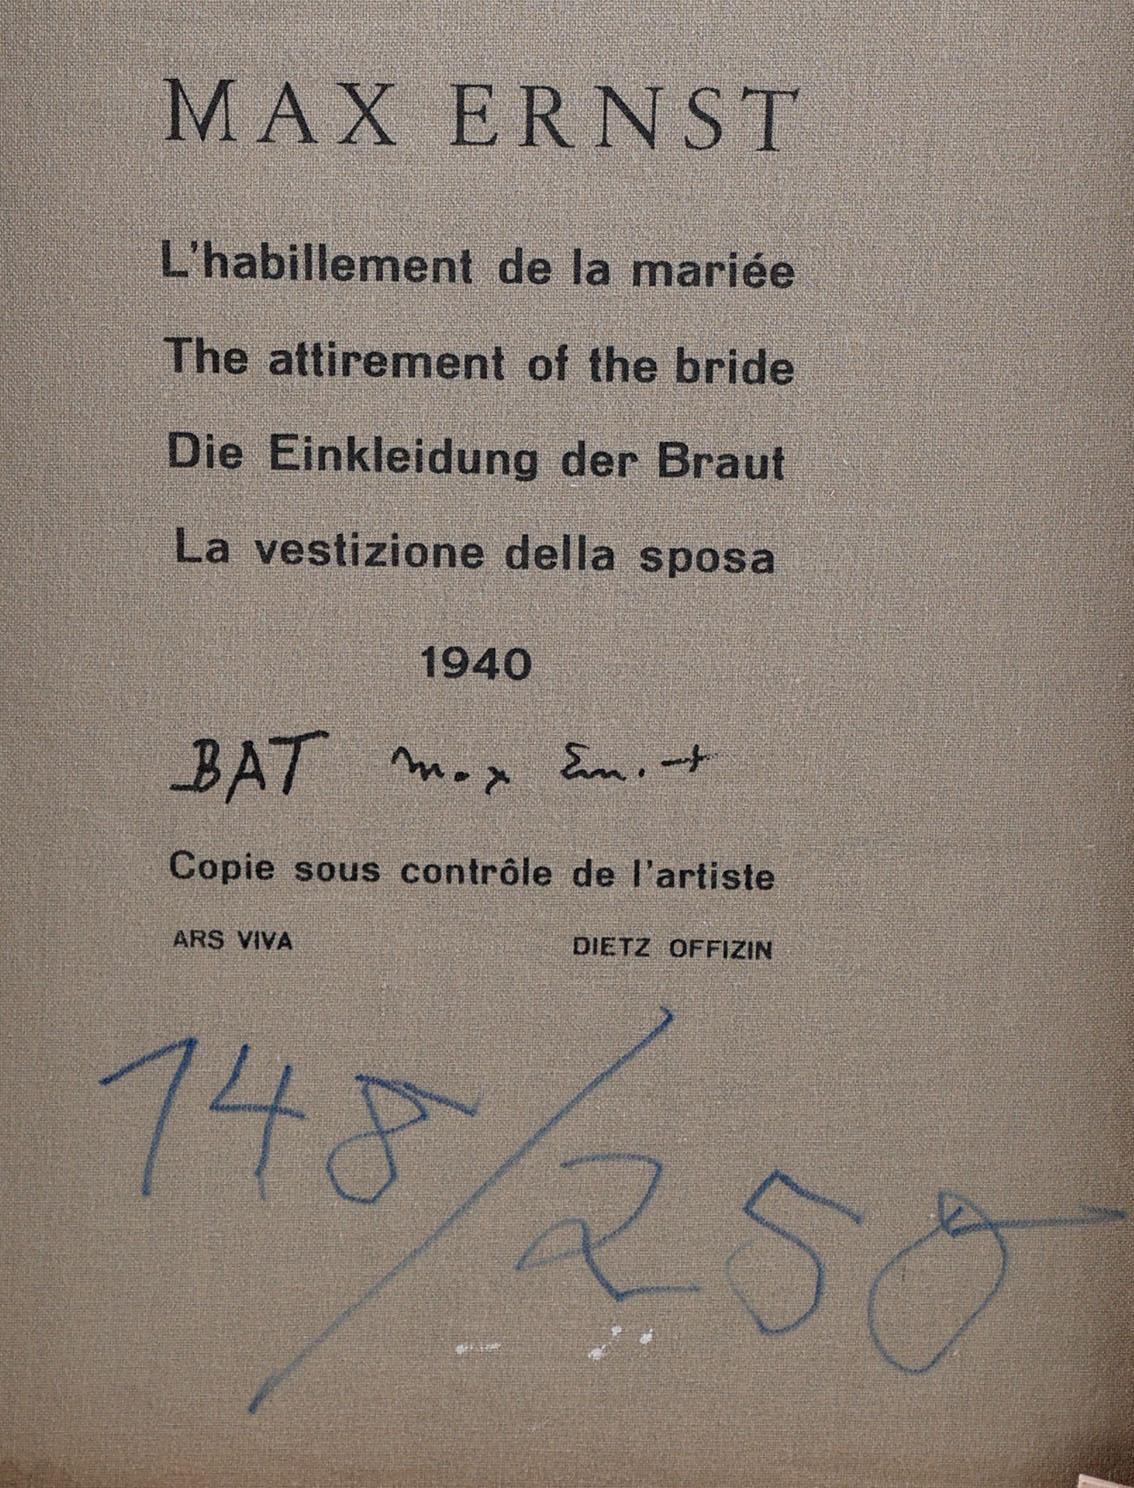 MAX ERNST
L'habillement de la mariée
The attirement of the bride
Die Einkleidung der Braut
La vestizione della sposa
1940
BAT Max Ernst
Copie sous contrôle de l'artiste
ARS VIVA DIETZ OFFIZIN
148/250